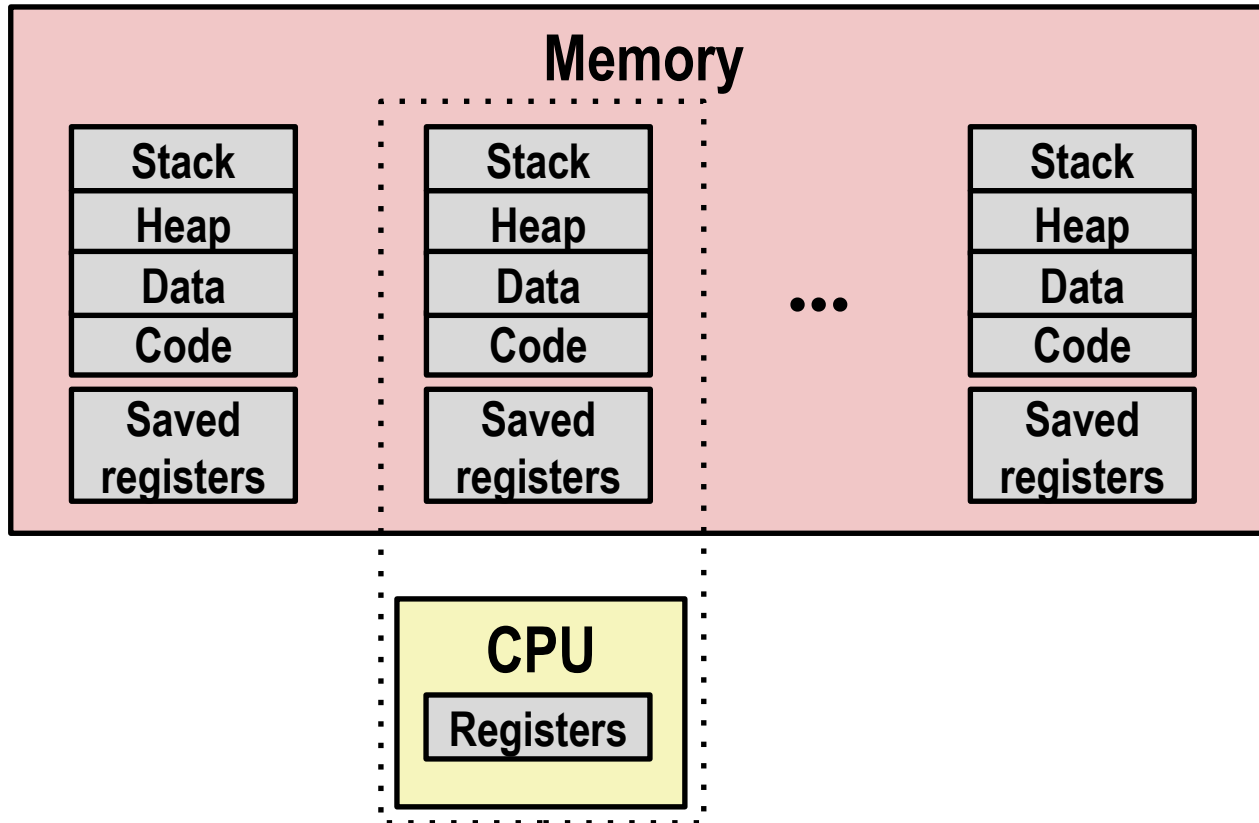 Memory
Stack
Heap
Data
Code
Saved
registers
Stack
Heap
Data
Code
Saved
registers
...
Stack
Heap
Data
Code
Saved
registers
CPU
Registers